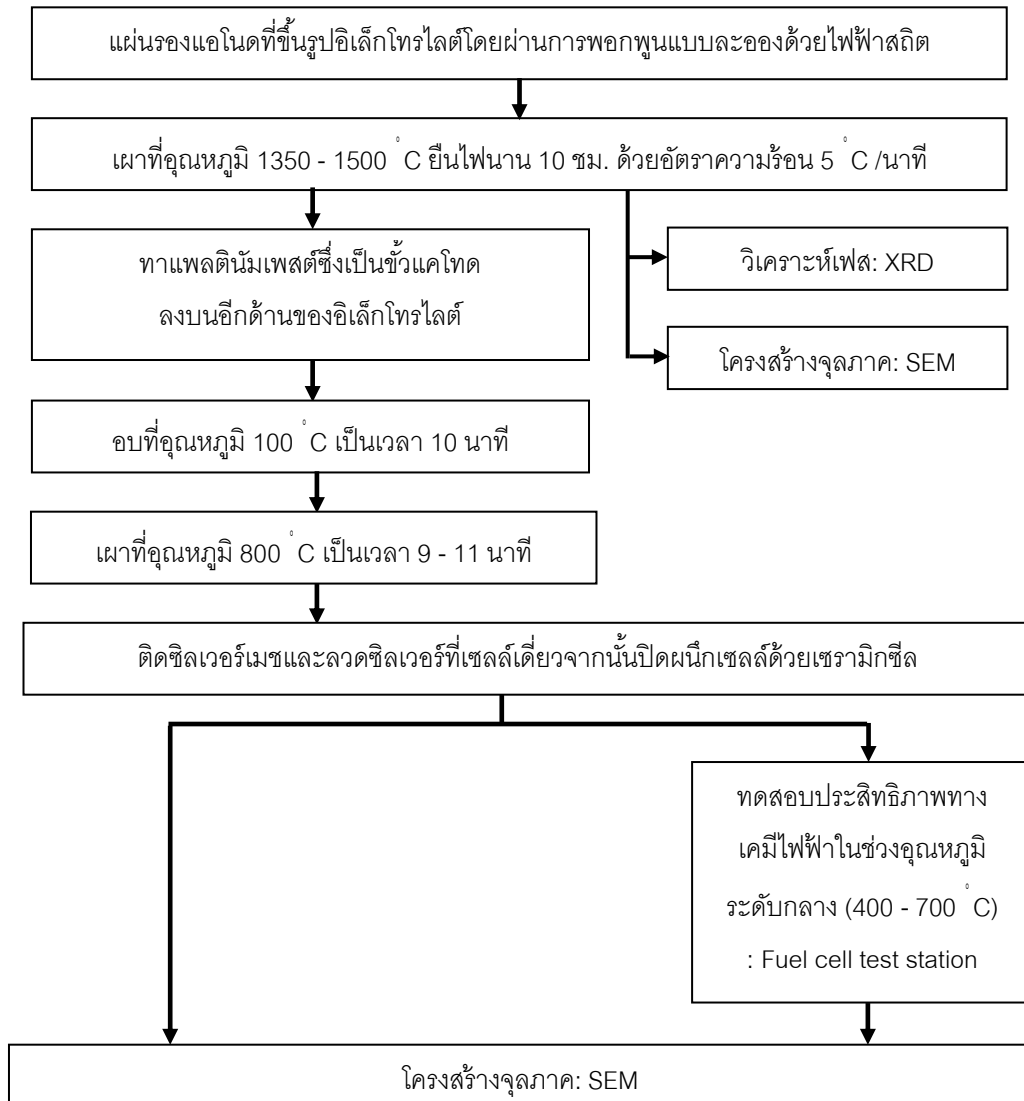 แผ่นรองแอโนดที่ขึ้นรูปอิเล็กโทรไลต์โดยผ่านการพอกพูนแบบละอองด้วยไฟฟ้าสถิต
เผาที่อุณหภูมิ 1350 - 1500 °C ยืนไฟนาน 10 ชม. ด้วยอัตราความร้อน 5 °C /นาที
ทาแพลตินัมเพสต์ซึ่งเป็นขั้วแคโทด
ลงบนอีกด้านของอิเล็กโทรไลต์
วิเคราะห์เฟส: XRD
โครงสร้างจุลภาค: SEM
อบที่อุณหภูมิ 100 °C เป็นเวลา 10 นาที
เผาที่อุณหภูมิ 800 °C เป็นเวลา 9 - 11 นาที
ติดซิลเวอร์เมชและลวดซิลเวอร์ที่เซลล์เดี่ยวจากนั้นปิดผนึกเซลล์ด้วยเซรามิกซีล
ทดสอบประสิทธิภาพทาง
เคมีไฟฟ้าในช่วงอุณหภูมิ
ระดับกลาง (400 - 700 °C)
: Fuel cell test station
โครงสร้างจุลภาค: SEM